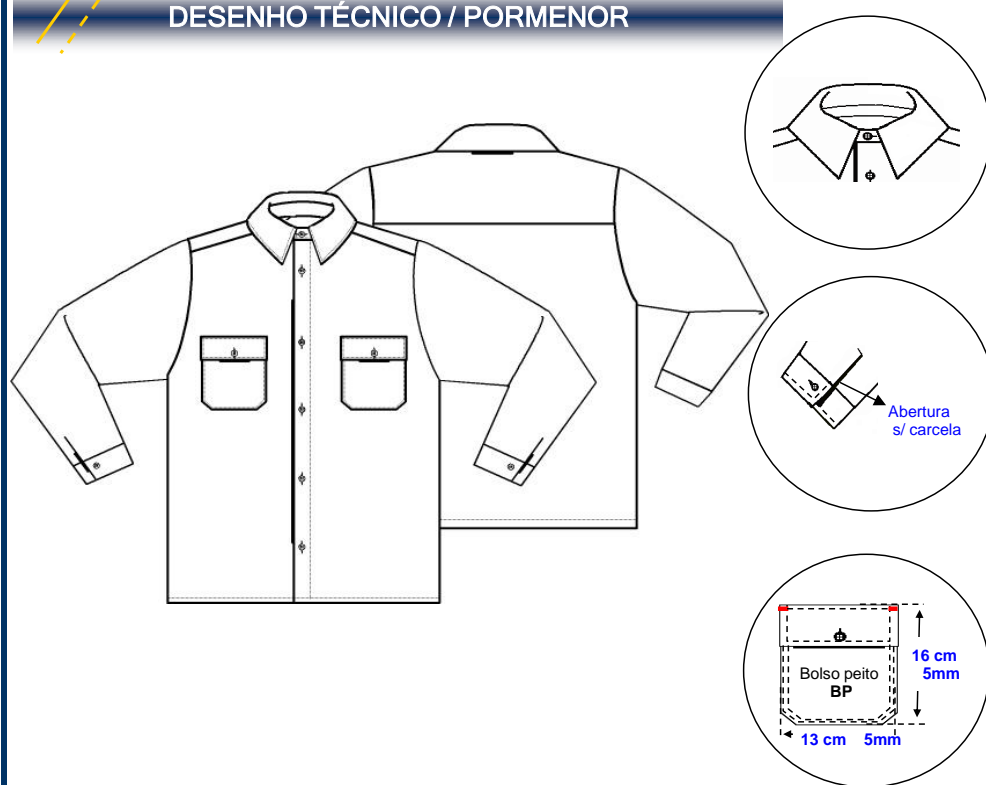 DESENHO TÉCNICO / PORMENOR
Abertura
s/ carcela
16 cm
5mm
Bolso peito
BP
13 cm 5mm